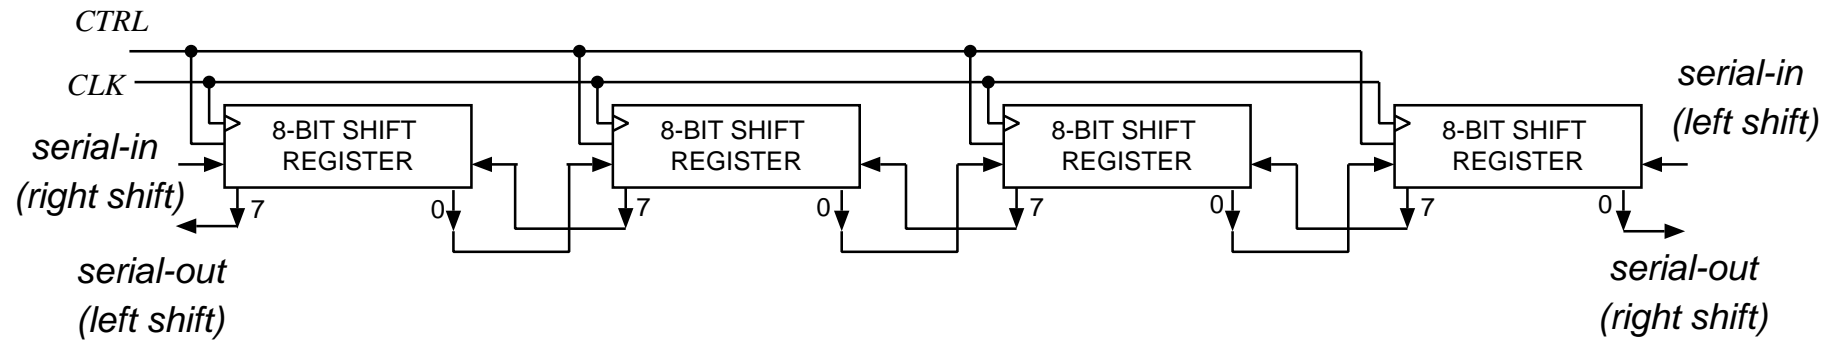 CTRL
CLK
serial-in
(right shift)
8-BIT SHIFT
REGISTER
8-BIT SHIFT
REGISTER
8-BIT SHIFT
REGISTER
8-BIT SHIFT
REGISTER
serial-in
(left shift)
7
0
7
0
7
0
7
0
serial-out
(left shift)
serial-out
(right shift)